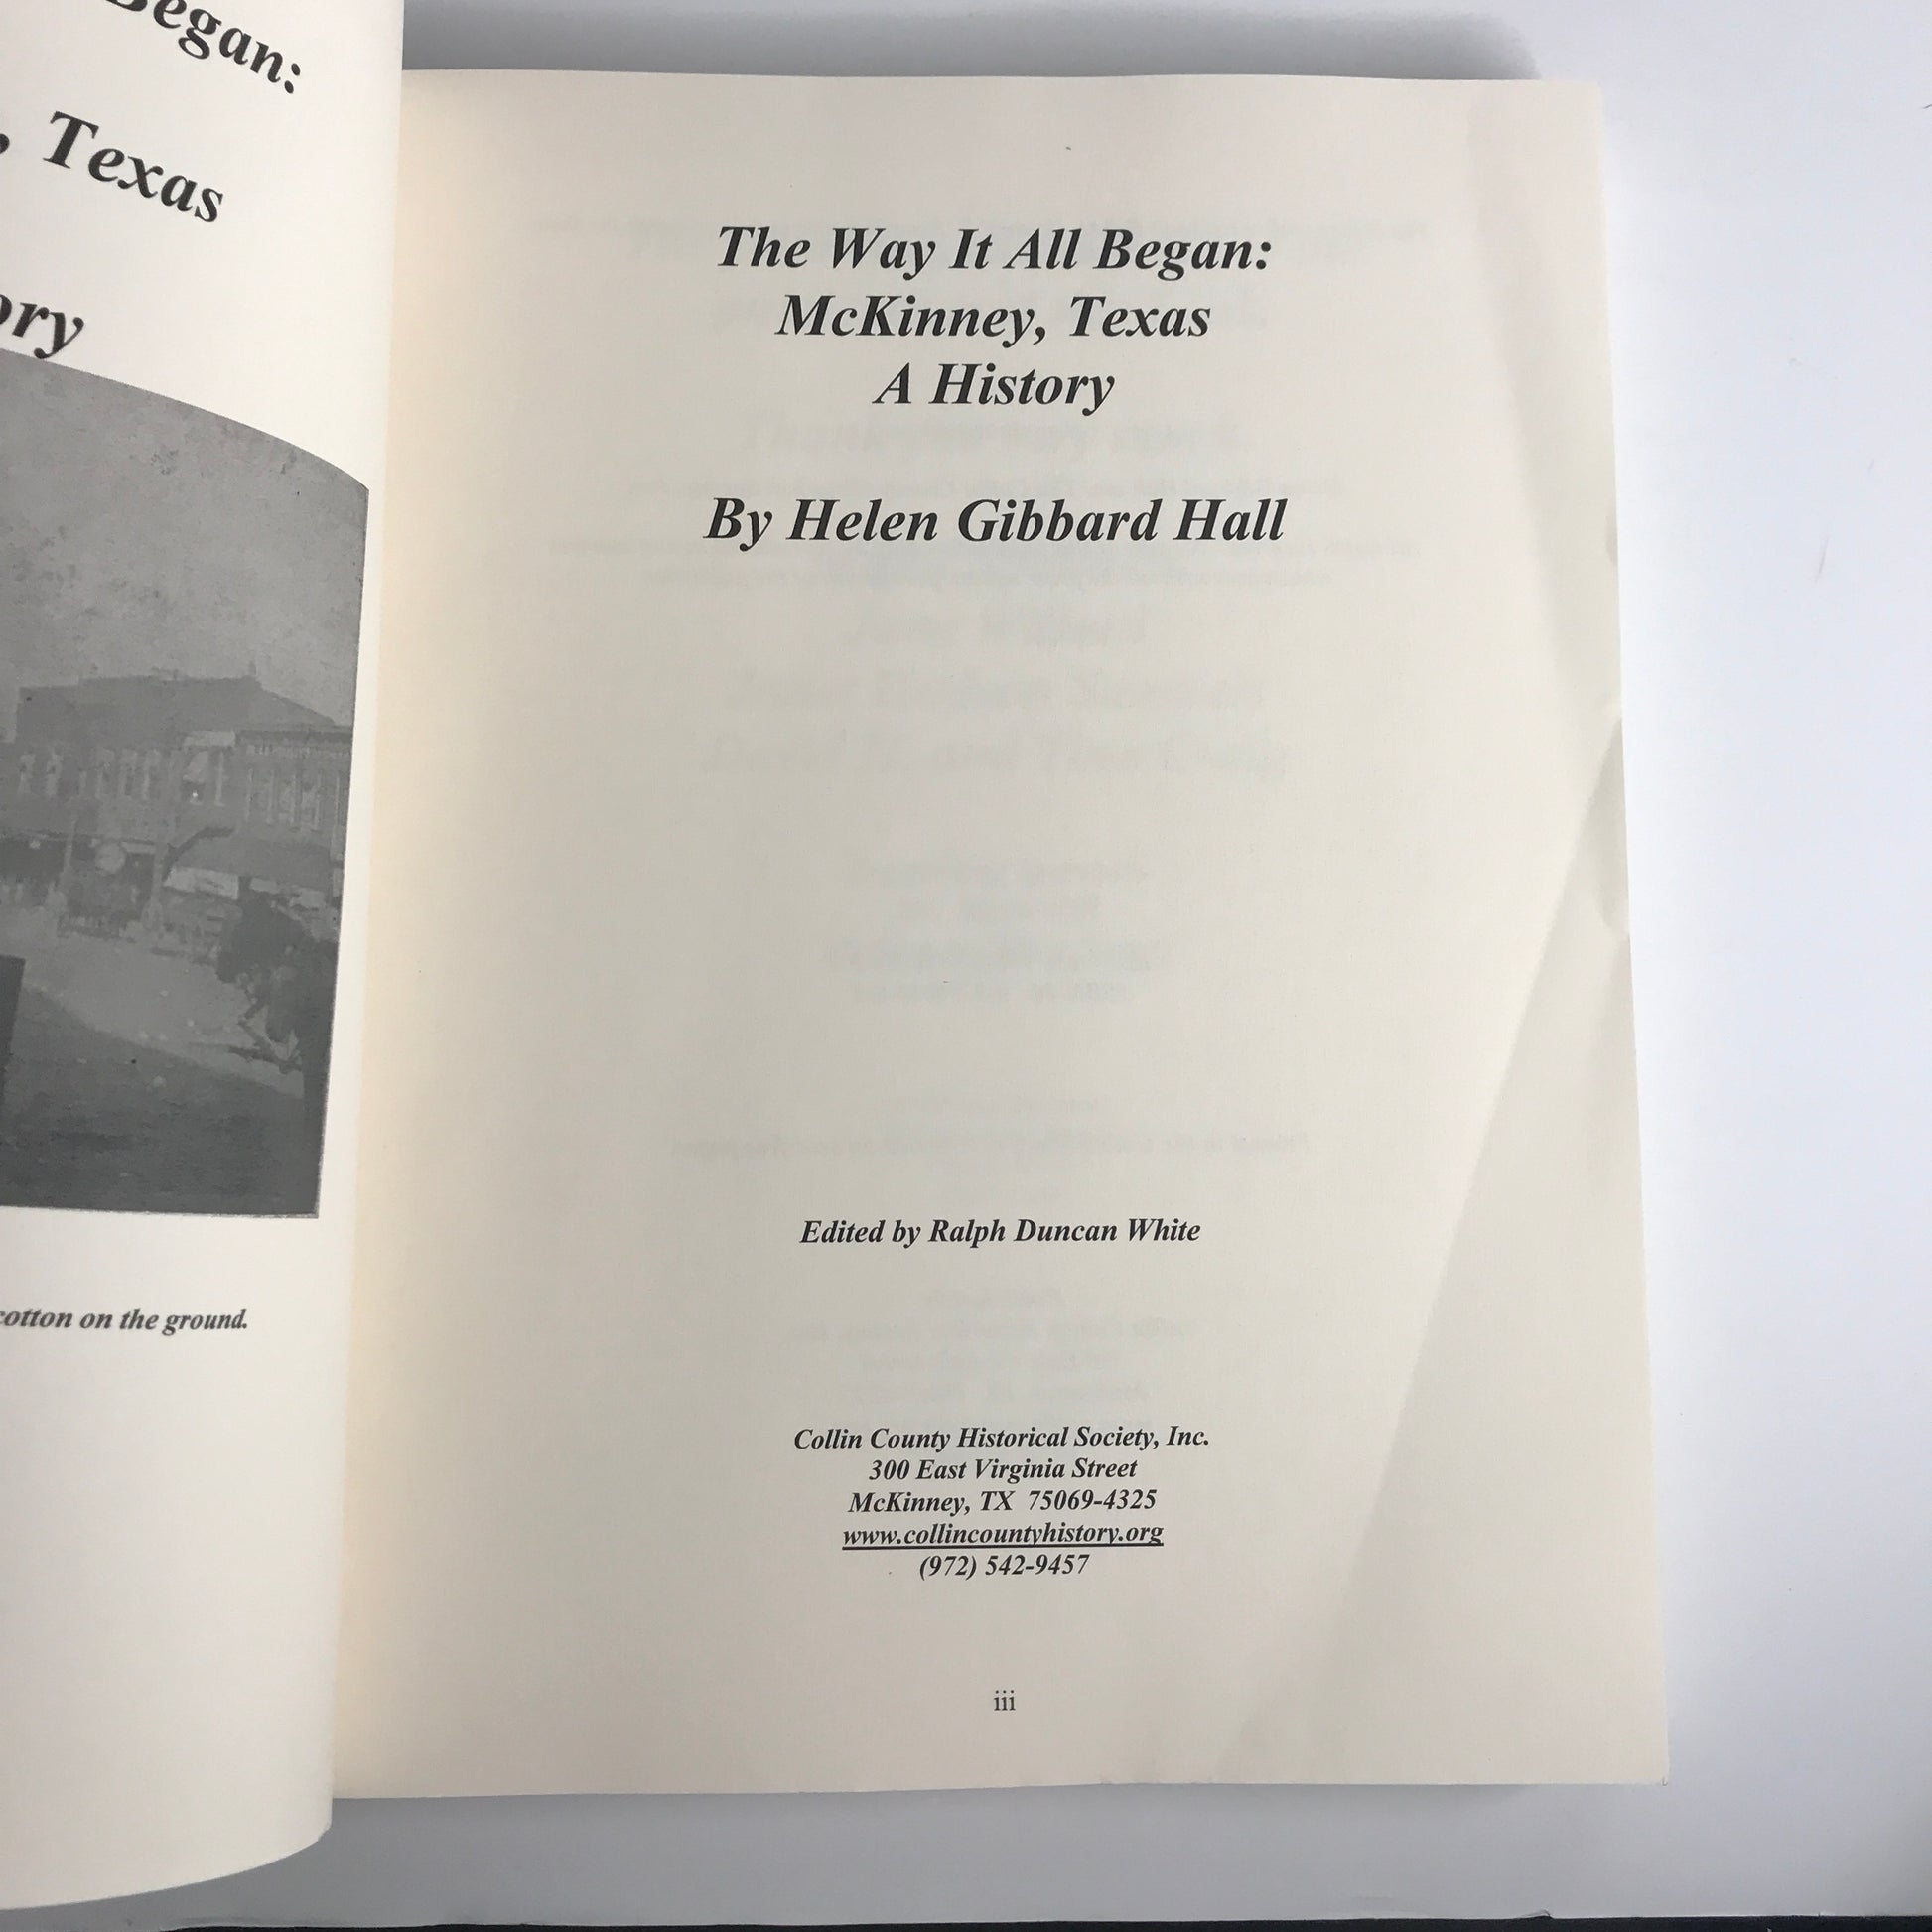 Began:
, Texas
ory
cotton on the ground.
The Way It All Began:
McKinney, Texas
A History
By Helen Gibbard Hall
Edited by Ralph Duncan White
Collin County Historical Society, Inc.
300 East Virginia Street
McKinney, TX 75069-4325
www.collincountyhistory.org
(972) 542-9457
iii